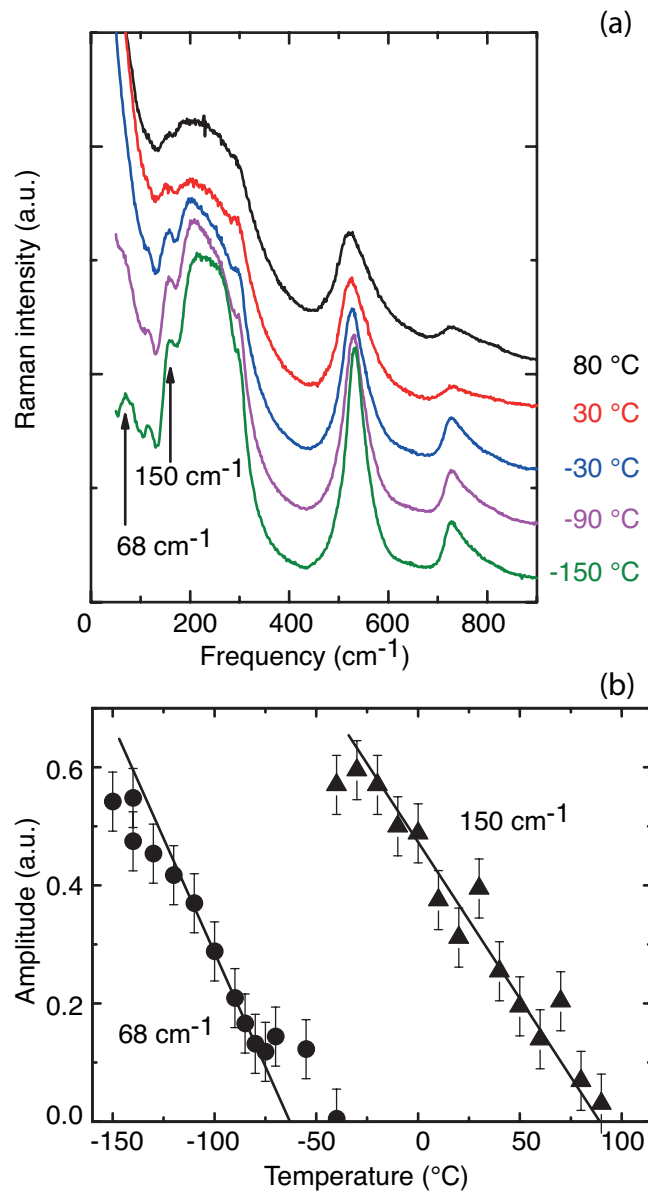 (a)
Raman intensity (a.u.)
80 °C
30 °C
-30 °C
-90 °C
-150 °C
150 cm-1
68 cm-1
0 200 400 600 800
Frequency (cm-1)
(b)
0.6
0.4
0.2
0.0
Amplitude (a.u.)
150 cm-1
68 cm-1
-150 -100 -50 0 50 100
Temperature (°C)